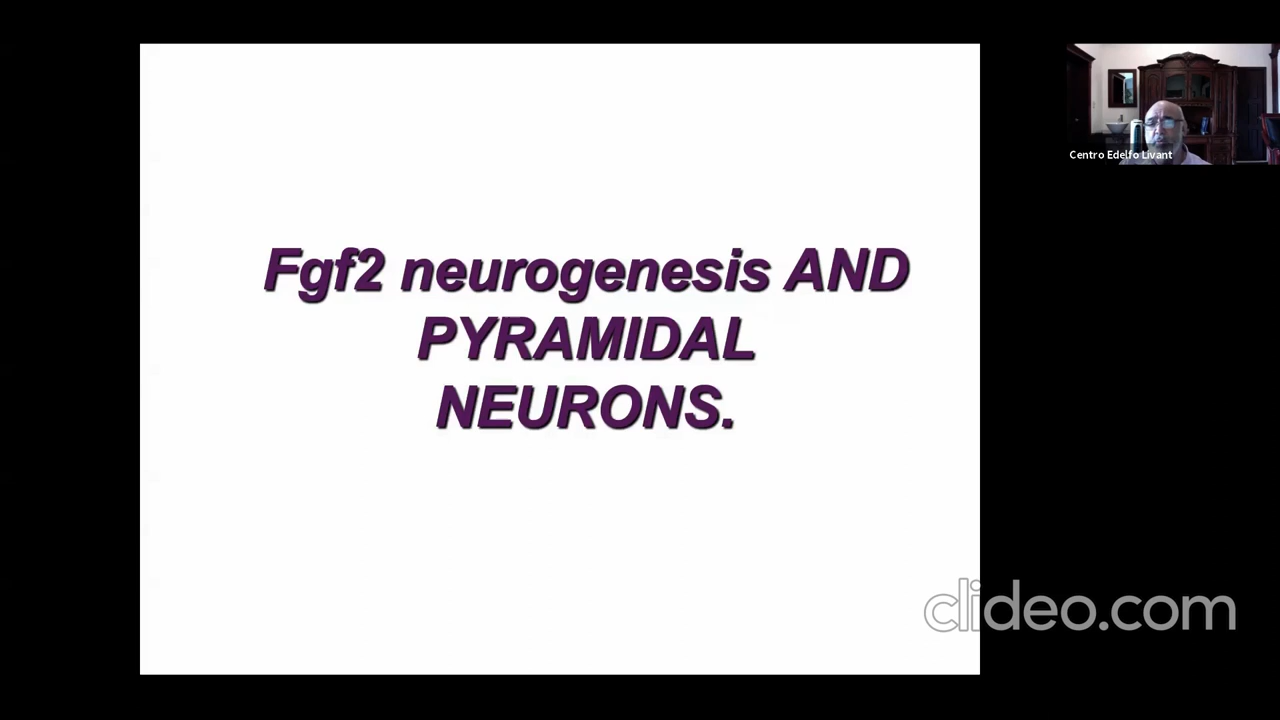 Fgf2 neurogenesis AND
PYRAMIDAL
NEURONS.
Centro Edelfo Livant
clideo.com